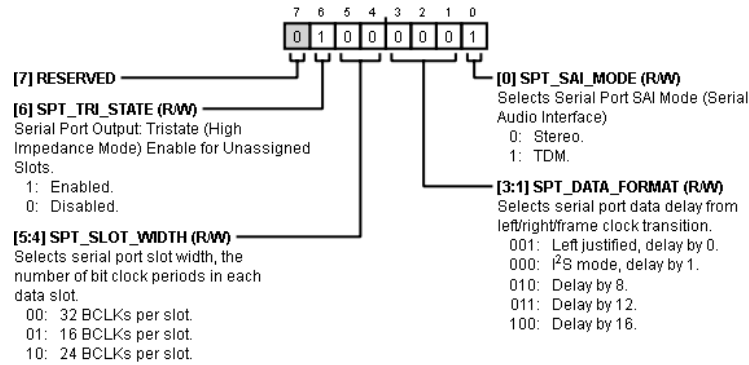 7 6 5 4 3 2 1 0
0 1 0 0 0 0 0 1
[7] RESERVED
[6] SPT_TRI_STATE (R/W)
Serial Port Output: Tristate (High
Impedance Mode) Enable for Unassigned
Slots.
1: Enabled.
0: Disabled.
[5:4] SPT_SLOT_WIDTH (R/W)
Selects serial port slot width, the
number of bit clock periods in each
data slot.
00: 32 BCLKs per slot.
01: 16 BCLKs per slot.
10: 24 BCLKs per slot.
[0] SPT_SAI_MODE (R/W)
Selects Serial Port SAI Mode (Serial
Audio Interface)
0: Stereo.
1: TDM.
[3:1] SPT_DATA_FORMAT (R/W)
Selects serial port data delay from
left/right/frame clock transition.
001: Left justified, delay by 0.
000: I²S mode, delay by 1.
010: Delay by 8.
011: Delay by 12.
100: Delay by 16.